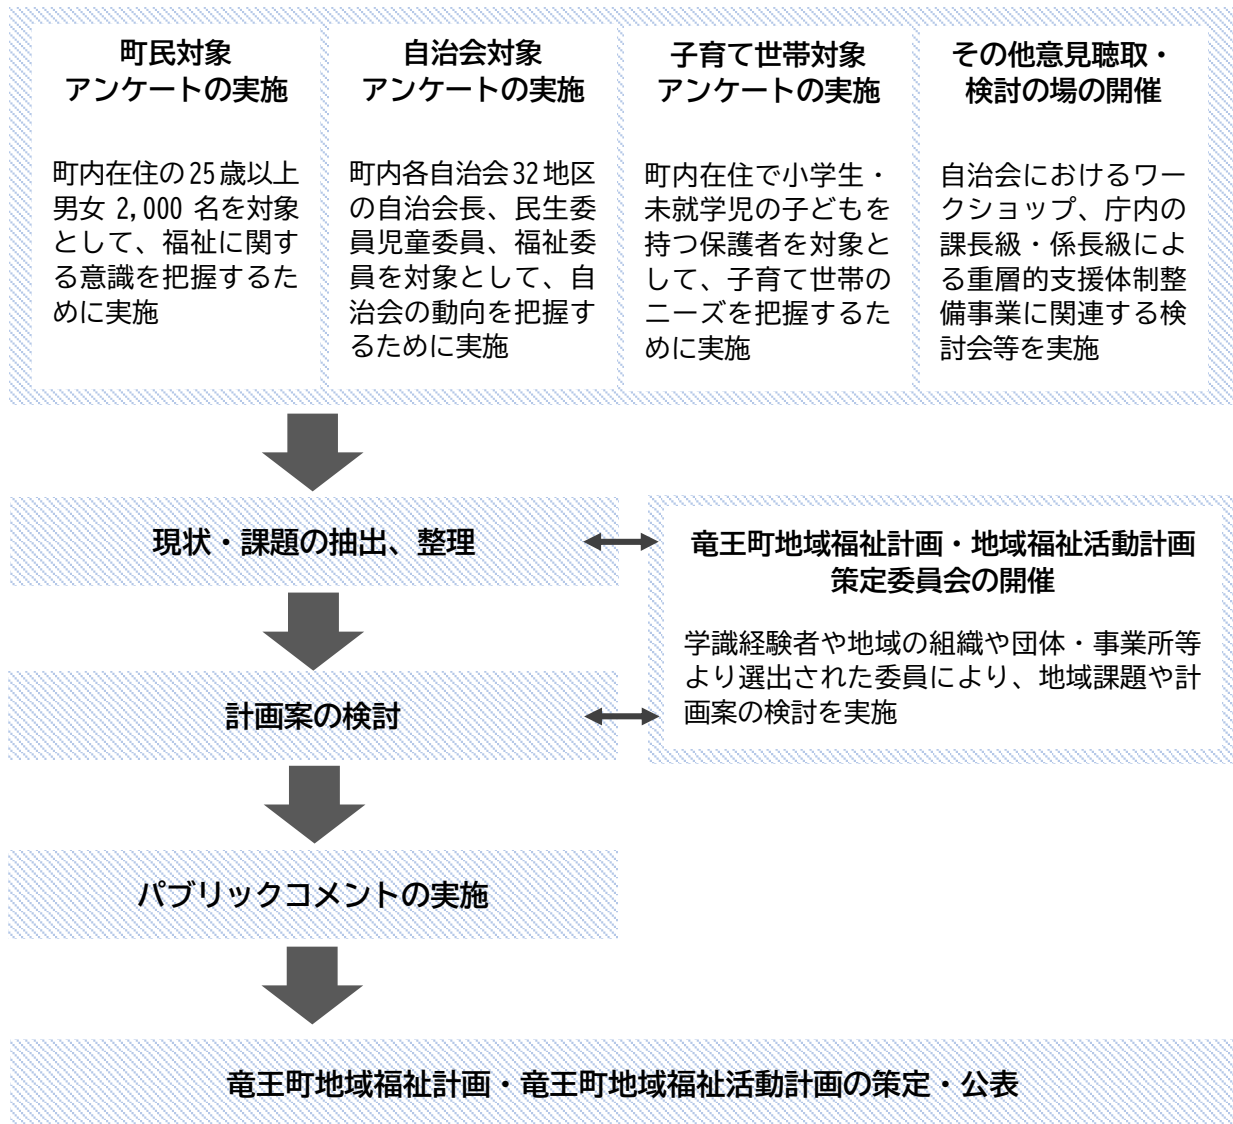 町民対象
アンケートの実施
町内在住の25歳以上
男女 2,000 名を対象
として、福祉に関す
る意識を把握するた
めに実施
自治会対象
アンケートの実施
町内各自治会32地区
の自治会長、民生委
員児童委員、福祉委
員を対象として、自
治会の動向を把握す
るために実施
子育て世帯対象
アンケートの実施
町内在住で小学生・
未就学児の子どもを
持つ保護者を対象と
して、子育て世帯の
ニーズを把握するた
めに実施
その他意見聴取・
検討の場の開催
自治会におけるワー
クショップ、庁内の
課長級・係長級によ
る重層的支援体制整
備事業に関連する検
討会等を実施
現状・課題の抽出、整理
竜王町地域福祉計画・地域福祉活動計画
策定委員会の開催
学識経験者や地域の組織や団体・事業所等
より選出された委員により、地域課題や計
画案の検討を実施
計画案の検討
パブリックコメントの実施
竜王町地域福祉計画・竜王町地域福祉活動計画の策定・公表